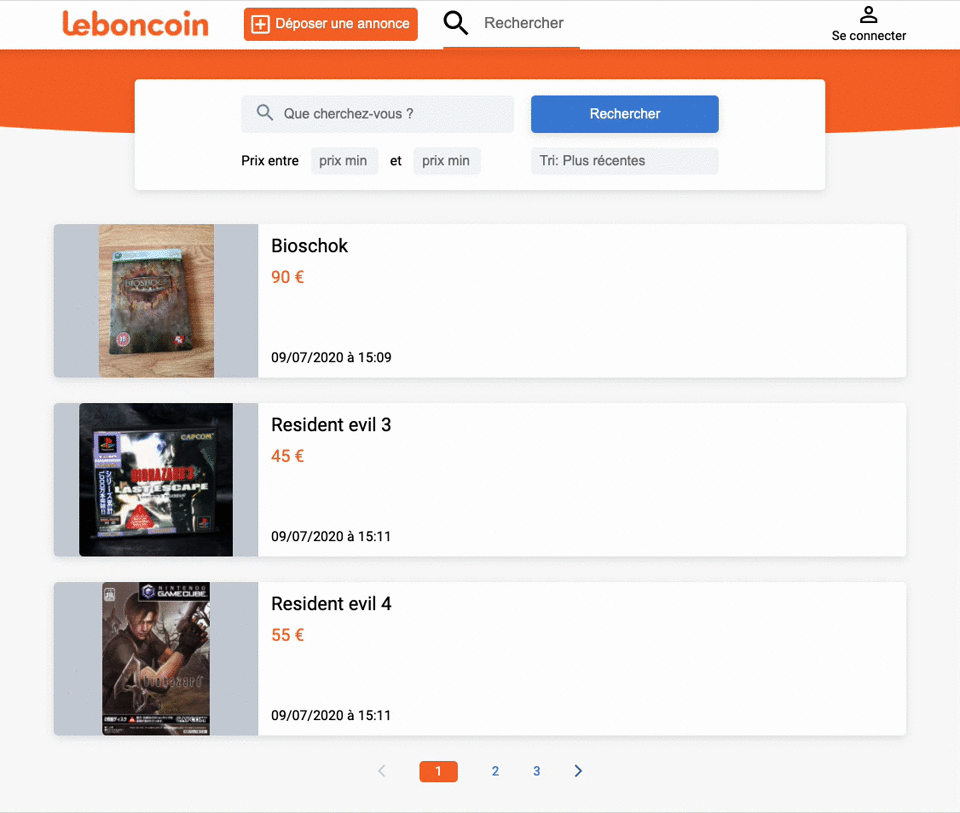 leboncoin
Déposer une annonce
Rechercher
Se connecter
Que cherchez-vous ?
Rechercher
Prix entre
prix min
et
prix min
Tri: Plus récentes
Bioschok
90 €
BIOSHOCK
18
2K
09/07/2020 à 15:09
Resident evil 3
45 €
CAPCOM
BIOHAZARD 3
LAST ESCAPE
09/07/2020 à 15:11
Resident evil 4
55 €
NINTENDO
GAMECUBE
biohazard
4
09/07/2020 à 15:11
1
2
3